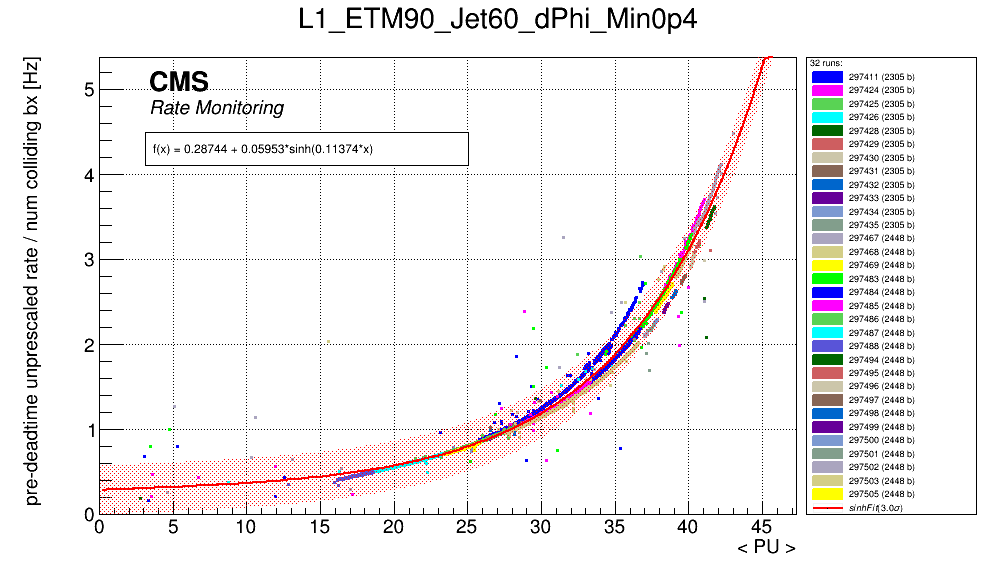 L1_ETM90_Jet60_dPhi_Min0p4
pre-deadtime unprescaled rate / num colliding bx [Hz]
CMS
Rate Monitoring
f(x) = 0.28744 + 0.05953*sinh(0.11374*x)
5
4
3
2
1
0
0 5 10 15 20 25 30 35 40 45
< PU >
32 runs:
297411 (2305 b)
297424 (2305 b)
297425 (2305 b)
297426 (2305 b)
297428 (2305 b)
297429 (2305 b)
297430 (2305 b)
297431 (2305 b)
297432 (2305 b)
297433 (2305 b)
297434 (2305 b)
297435 (2305 b)
297467 (2448 b)
297468 (2448 b)
297469 (2448 b)
297483 (2448 b)
297484 (2448 b)
297485 (2448 b)
297486 (2448 b)
297487 (2448 b)
297488 (2448 b)
297494 (2448 b)
297495 (2448 b)
297496 (2448 b)
297497 (2448 b)
297498 (2448 b)
297499 (2448 b)
297500 (2448 b)
297501 (2448 b)
297502 (2448 b)
297503 (2448 b)
297505 (2448 b)
sinhFit(3.0σ)